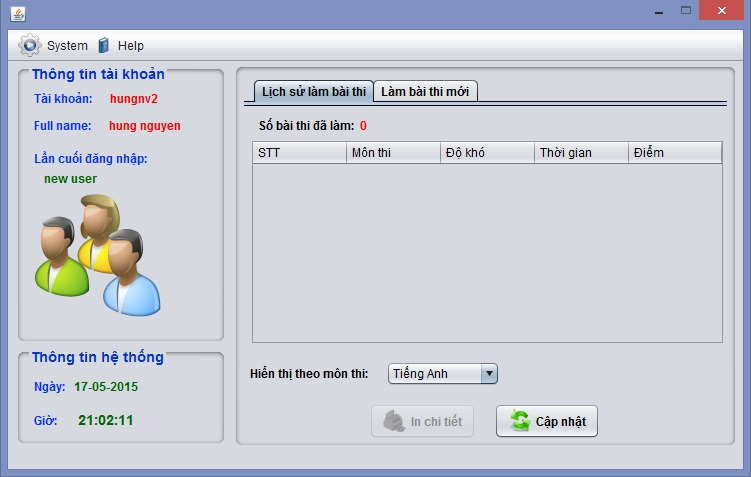 System Help
Thông tin tài khoản
Tài khoản: hungnv2
Full name: hung nguyen
Lần cuối đăng nhập:
new user
Thông tin hệ thống
Ngày: 17-05-2015
Giờ: 21:02:11
Lịch sử làm bài thi Làm bài thi mới
Số bài thi đã làm: 0
STT Môn thi Độ khó Thời gian Điểm
Hiển thị theo môn thi: Tiếng Anh
In chi tiết Cập nhật